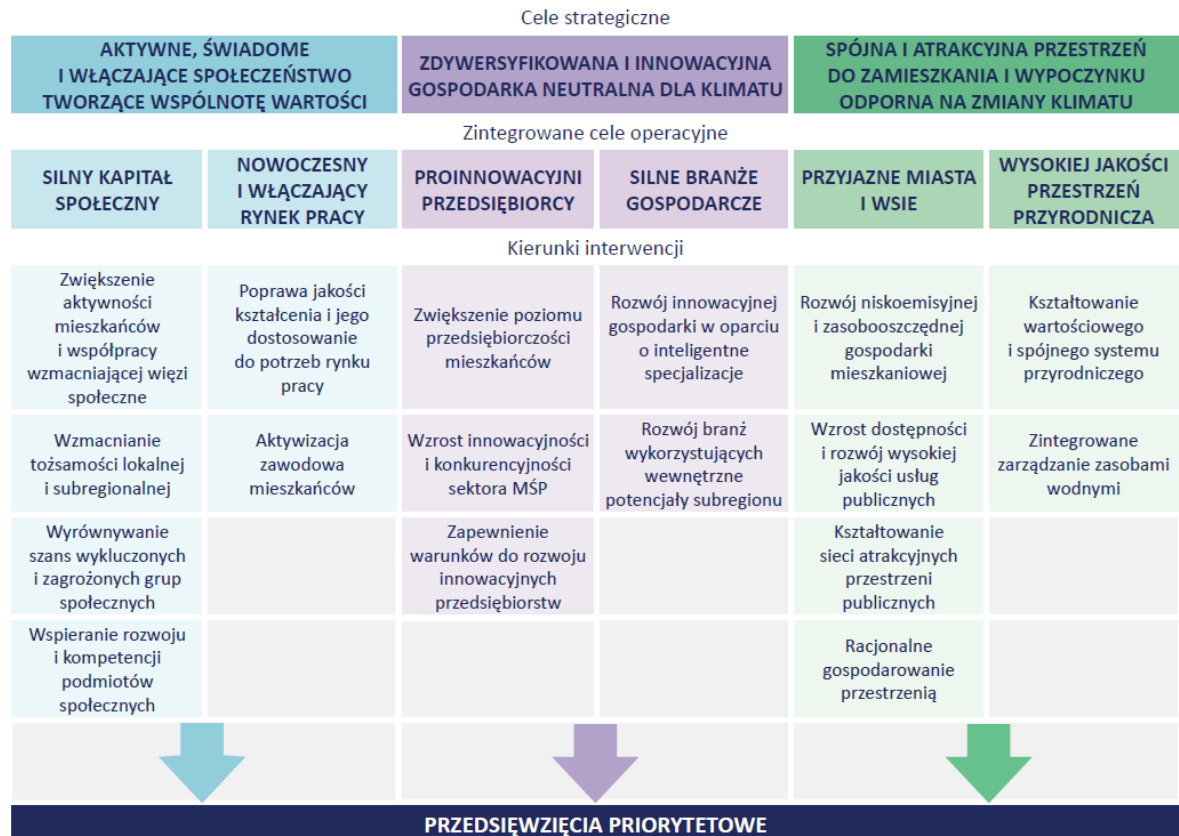 Cele strategiczne
AKTYWNE, ŚWIADOME
I WŁĄCZAJĄCE SPOŁECZEŃSTWO
TWORZĄCE WSPÓLNOTĘ WARTOŚCI
ZDYWERSYFIKOWANA I INNOWACYJNA
GOSPODARKA NEUTRALNA DLA KLIMATU
SPÓJNA I ATRAKCYJNA PRZESTRZEŃ
DO ZAMIESZKANIA I WYPOCZYNKU
ODPORNA NA ZMIANY KLIMATU
Zintegrowane cele operacyjne
SILNY KAPITAŁ
SPOŁECZNY
NOWOCZESNY
I WŁĄCZAJĄCY
RYNEK PRACY
PROINNOWACYJNI
PRZEDSIĘBIORCY
SILNE BRANŻE
GOSPODARCZE
PRZYJAZNE MIASTA
I WSIE
WYSOKIEJ JAKOŚCI
PRZESTRZEŃ
PRZYRODNICZA
Kierunki interwencji
Zwiększenie
aktywności
mieszkańców
i współpracy
wzmacniającej więzi
społeczne
Poprawa jakości
kształcenia i jego
dostosowanie
do potrzeb rynku
pracy
Zwiększenie poziomu
przedsiębiorczości
mieszkańców
Rozwój innowacyjnej
gospodarki w oparciu
o inteligentne
specjalizacje
Rozwój niskoemisyjnej
i zasobooszczędnej
gospodarki
mieszkaniowej
Kształtowanie
wartościowego
i spójnego systemu
przyrodniczego
Wzmacnianie
tożsamości lokalnej
i subregionalnej
Aktywizacja
zawodowa
mieszkańców
Wzrost innowacyjności
i konkurencyjności
sektora MŚP
Rozwój branż
wykorzystujących
wewnętrzne
potencjały subregionu
Wzrost dostępności
i rozwój wysokiej
jakości usług
publicznych
Zintegrowane
zarządzanie zasobami
wodnymi
Wyrównywanie
szans wykluczonych
i zagrożonych grup
społecznych
Zapewnienie
warunków do rozwoju
innowacyjnych
przedsiębiorstw
Kształtowanie
sieci atrakcyjnych
przestrzeni
publicznych
Wspieranie rozwoju
i kompetencji
podmiotów
społecznych
Racjonalne
gospodarowanie
przestrzenią
PRZEDSIĘWZIĘCIA PRIORYTETOWE